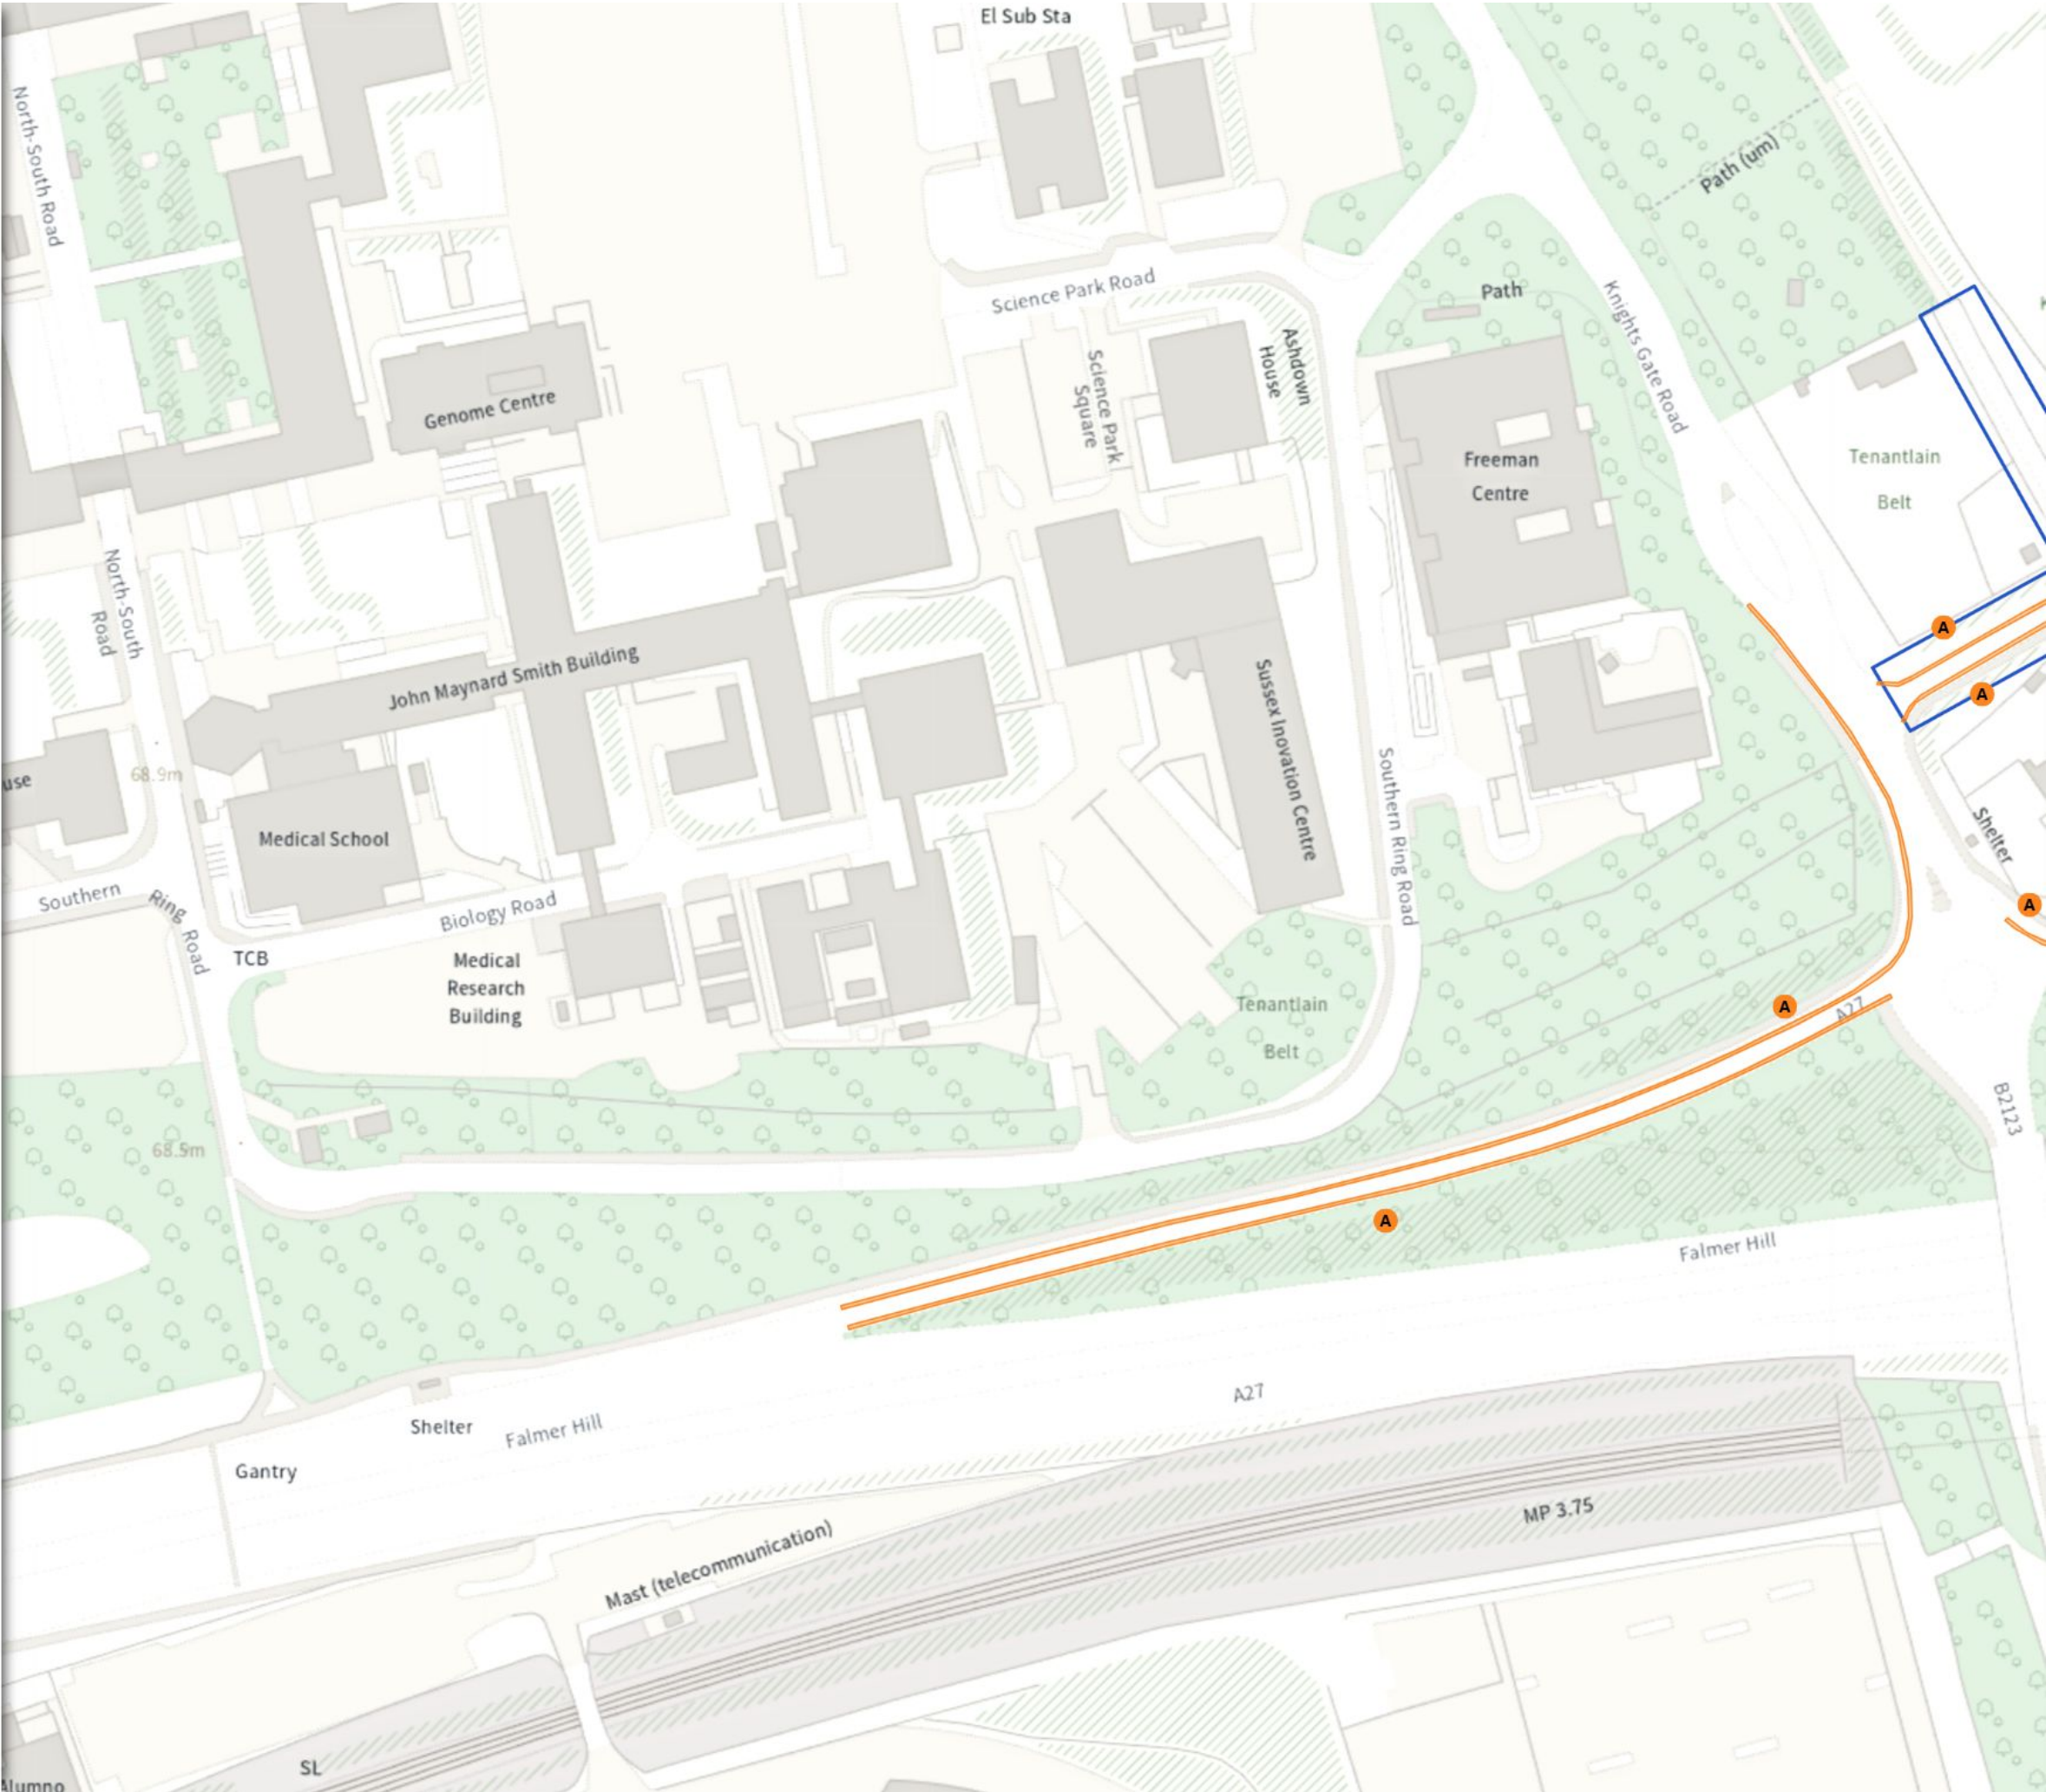 El Sub Sta
North-South Road
Path (um)
Science Park Road
Path
Knights Gate Road
Ashdown
House
Science Park
Square
Genome Centre
Freeman
Centre
Tenantlain
Belt
North-South
Road
A
John Maynard Smith Building
Sussex Inovation Centre
A
use
68.9m
Southern Ring Road
Medical School
Shelter
Southern
Ring
Road
Biology Road
A
TCB
Medical
Research
Building
Tenantlain
Belt
A
A27
B2123
68.5m
A
Falmer Hill
A27
Shelter
Falmer Hill
Gantry
MP 3.75
Mast (telecommunication)
SL
Alumno